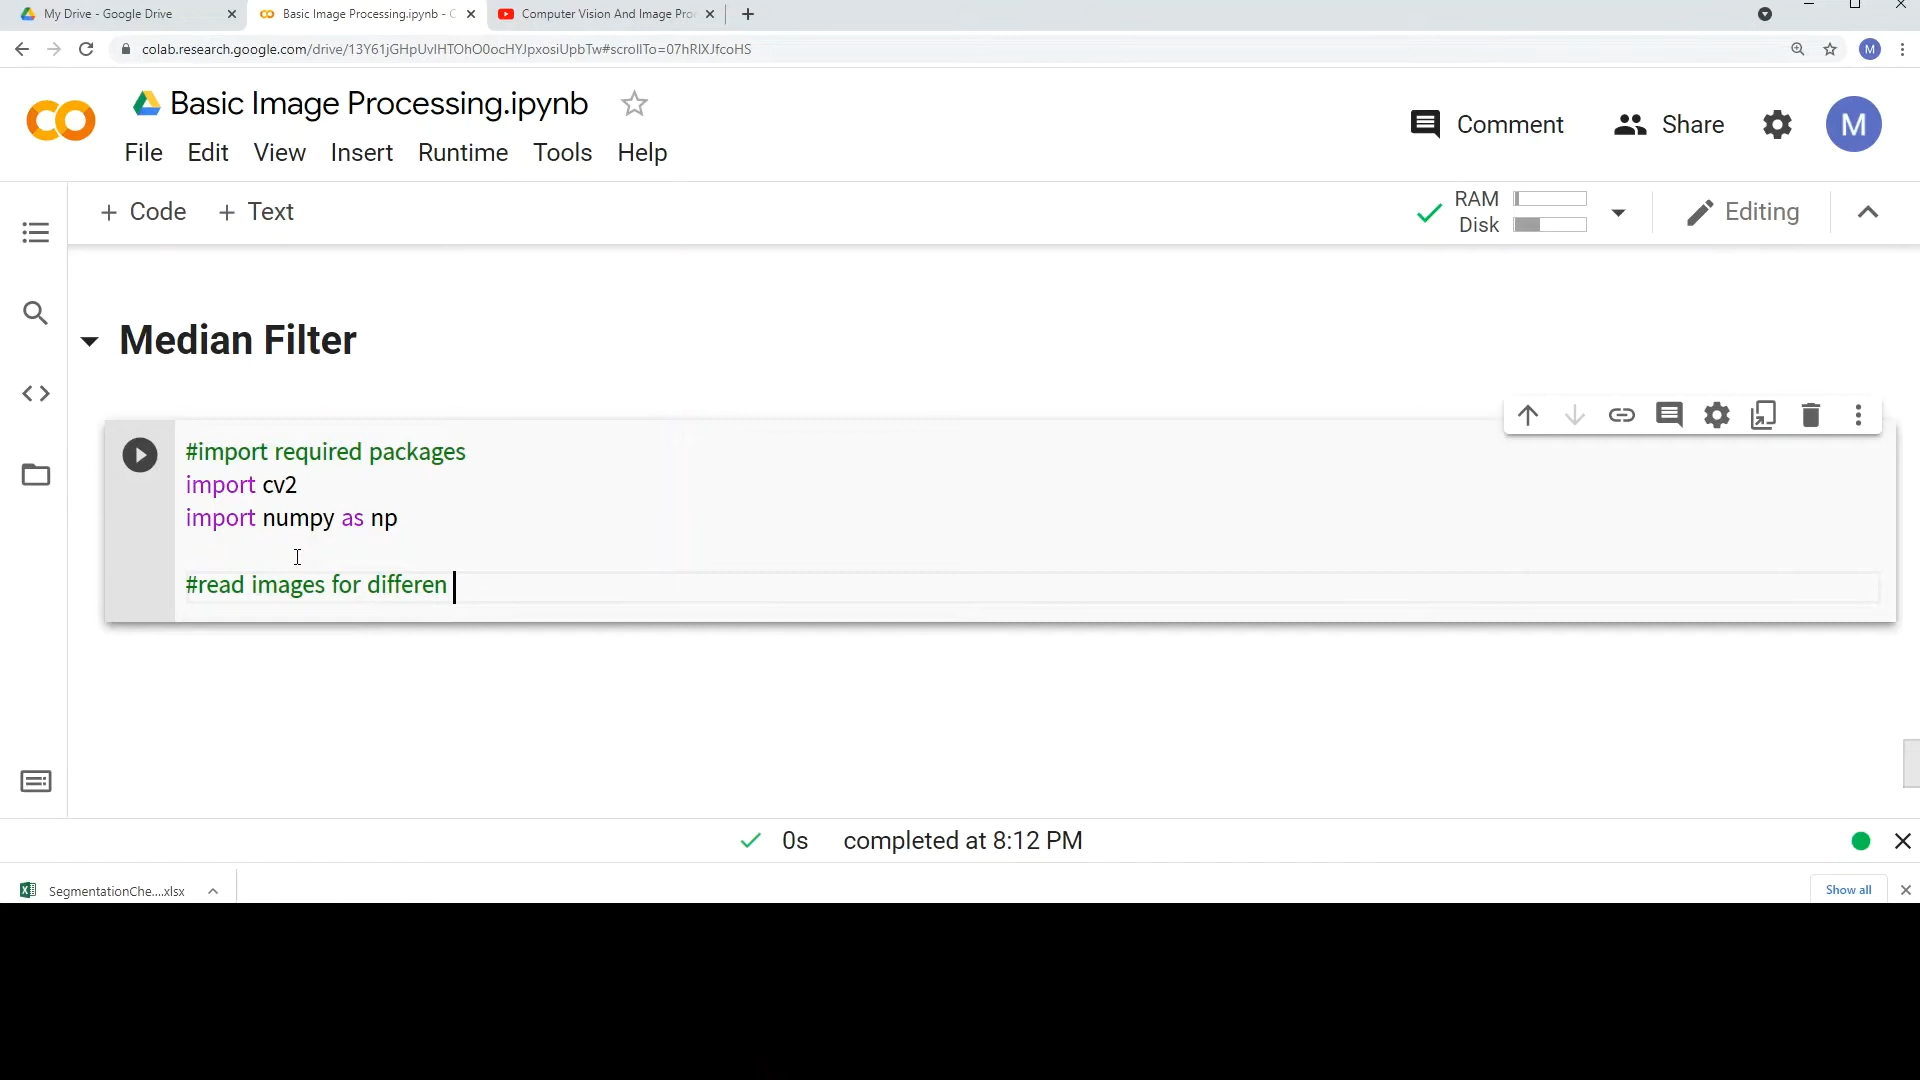 My Drive - Google Drive
Basic Image Processing.ipynb - C
Computer Vision And Image Pro
colab.research.google.com/drive/13Y61jGHpUvIHTOhO0ocHYJpxosiUpbTw#scrollTo=07hRIXJfcoHS
M
Basic Image Processing.ipynb
Comment
Share
M
File Edit View Insert Runtime Tools Help
+ Code + Text
RAM
Disk
Editing
Median Filter
#import required packages
import cv2
import numpy as np
#read images for differen
0s completed at 8:12 PM
SegmentationChe....xlsx
Show all